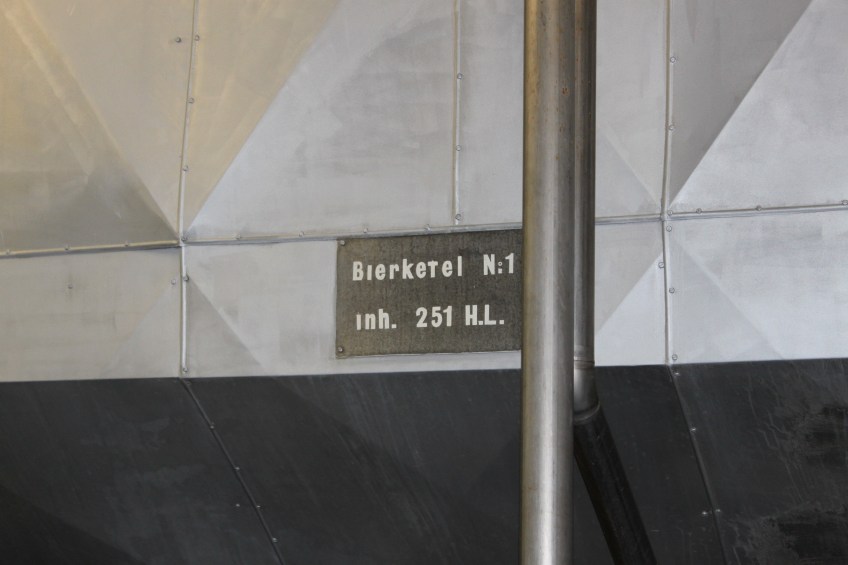 Bierketel N:1
inh. 251 H.L.